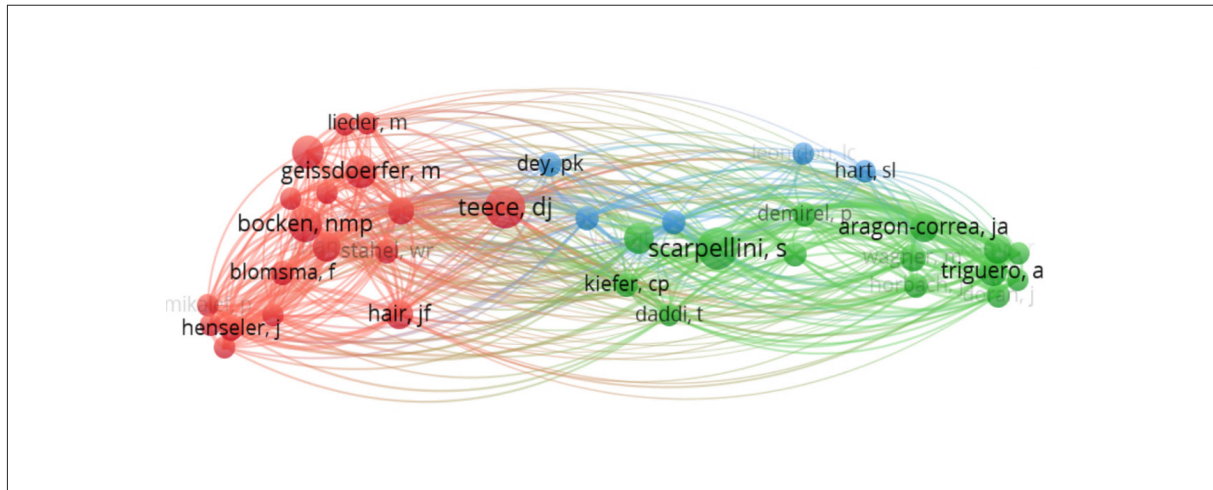 lieder, m
dey, pk
hart, sl
geissdoerfer, m
teece, dj
demirel, p
bocken, nmp
aragon-correa, ja
scarpellini, s
stahel, wr
blomsma, f
triguero, a
kiefer, cp
hair, jf
daddi, t
henseler, j